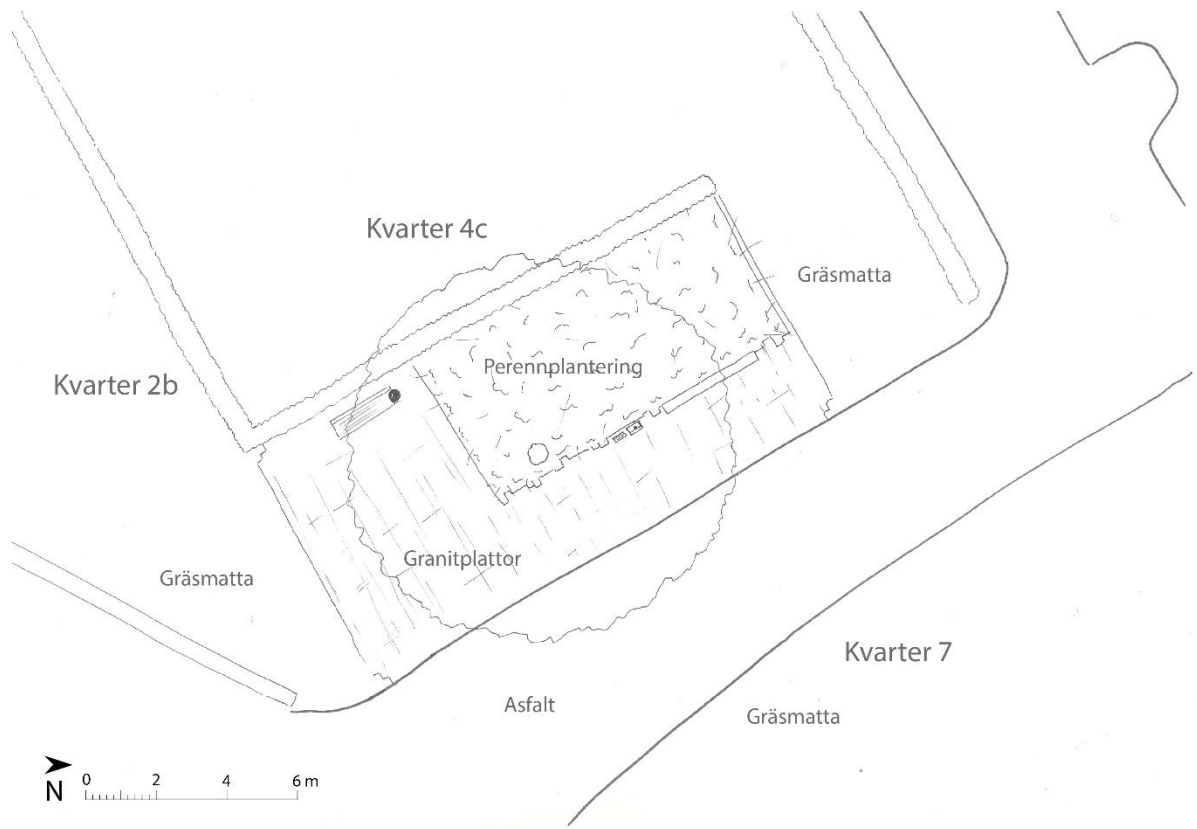 Kvarter 4c
Gräsmatta
Perennplantering
Kvarter 2b
Granitplattor
Gräsmatta
Kvarter 7
Asfalt
Gräsmatta
N
0 2 4 6 m